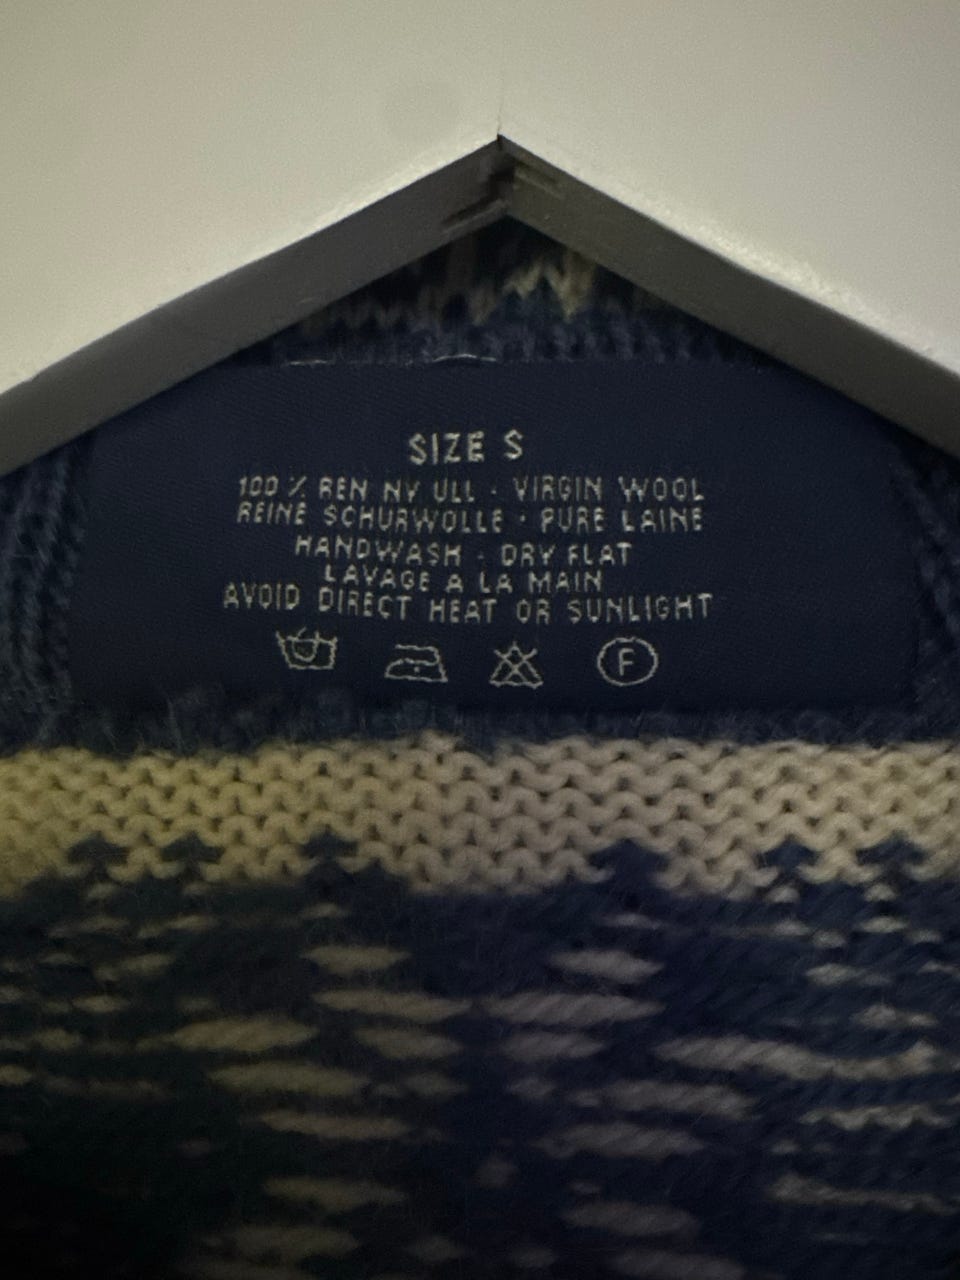 SIZE S
100 % REN NY ULL · VIRGIN WOOL
REINE SCHURWOLLE · PURE LAINE
HANDWASH · DRY FLAT
LAVAGE A LA MAIN
AVOID DIRECT HEAT OR SUNLIGHT
F